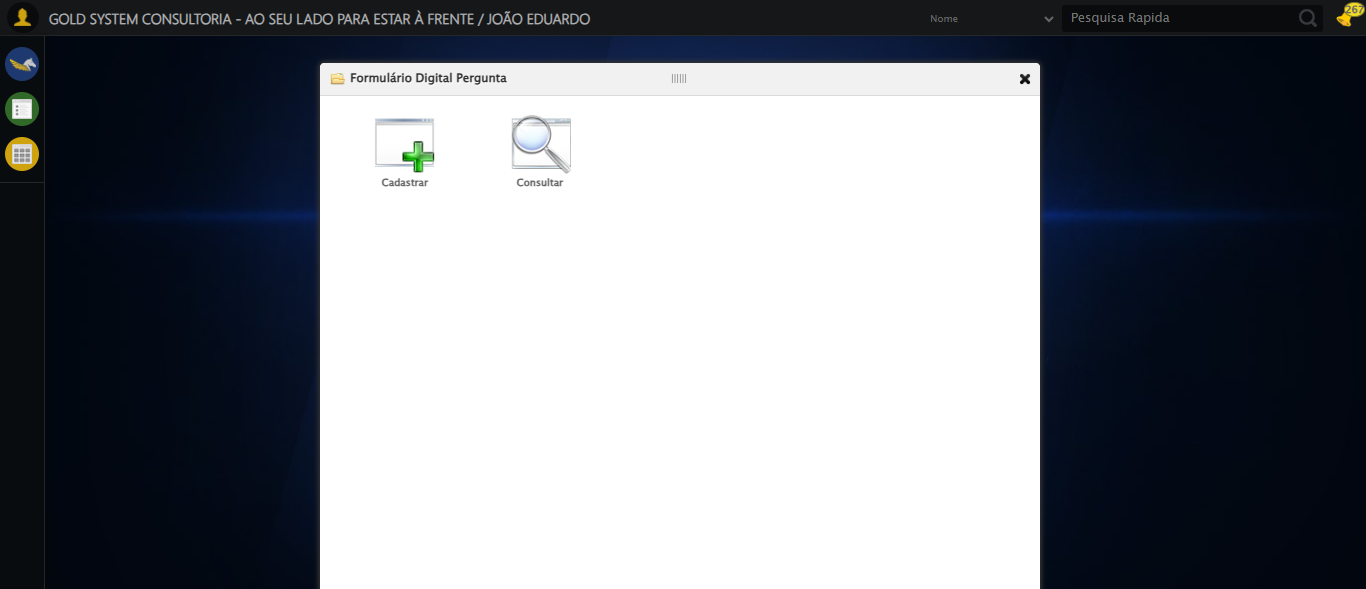 GOLD SYSTEM CONSULTORIA - AO SEU LADO PARA ESTAR À FRENTE / JOÃO EDUARDO
Nome
Pesquisa Rapida
267
Formulário Digital Pergunta
Cadastrar
Consultar